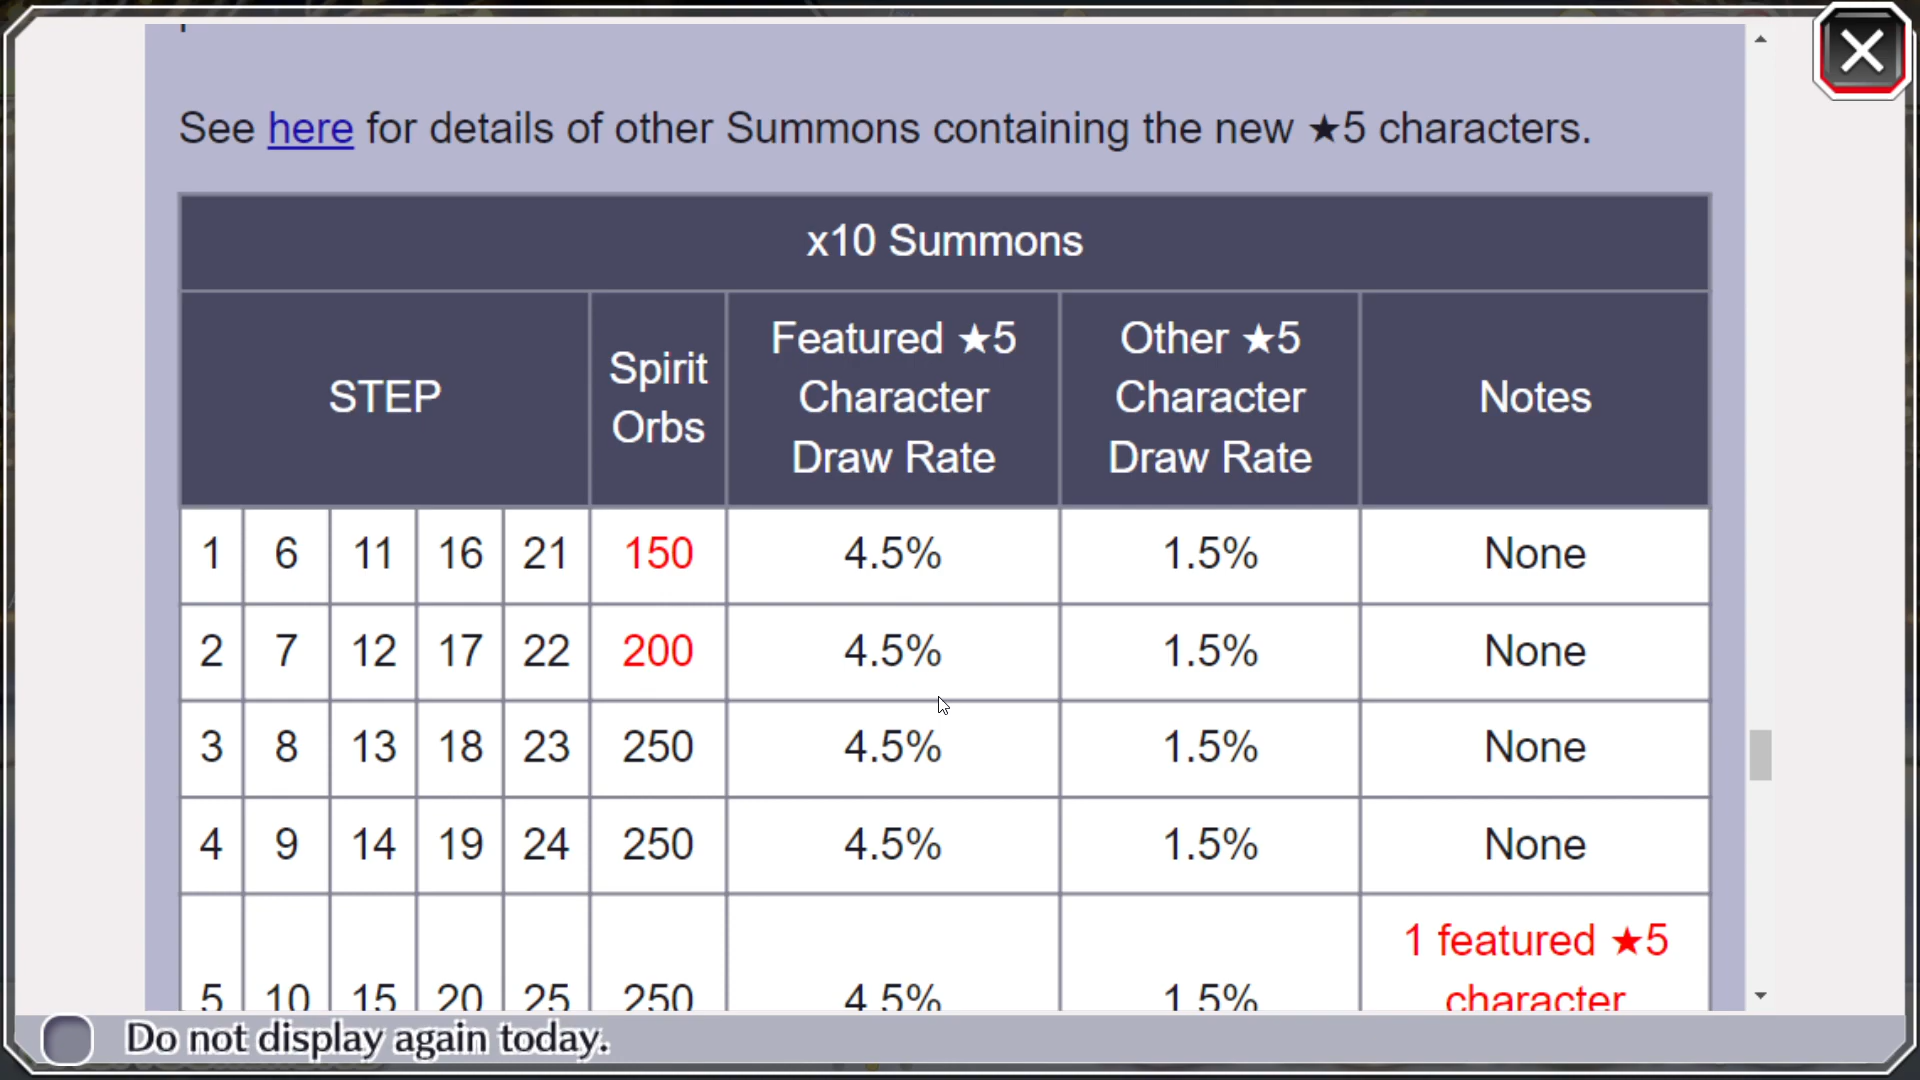 See here for details of other Summons containing the new ★5 characters.
x10 Summons
STEP
Spirit Orbs
Featured ★5 Character Draw Rate
Other ★5 Character Draw Rate
Notes
1 6 11 16 21 150 4.5% 1.5% None
2 7 12 17 22 200 4.5% 1.5% None
3 8 13 18 23 250 4.5% 1.5% None
4 9 14 19 24 250 4.5% 1.5% None
5 10 15 20 25 250 4.5% 1.5% 1 featured ★5 character
Do not display again today.